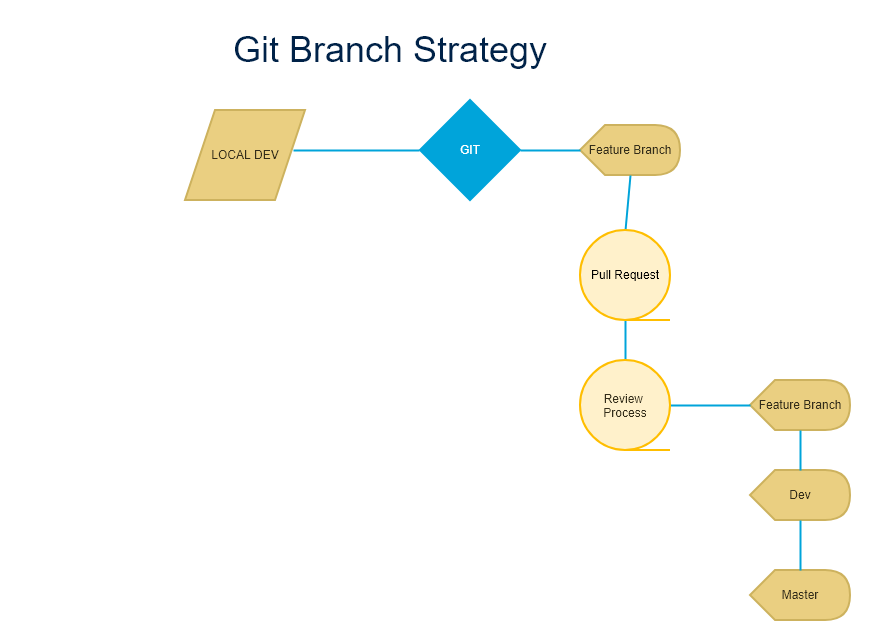 Git Branch Strategy
LOCAL DEV
GIT
Feature Branch
Pull Request
Review
Process
Feature Branch
Dev
Master